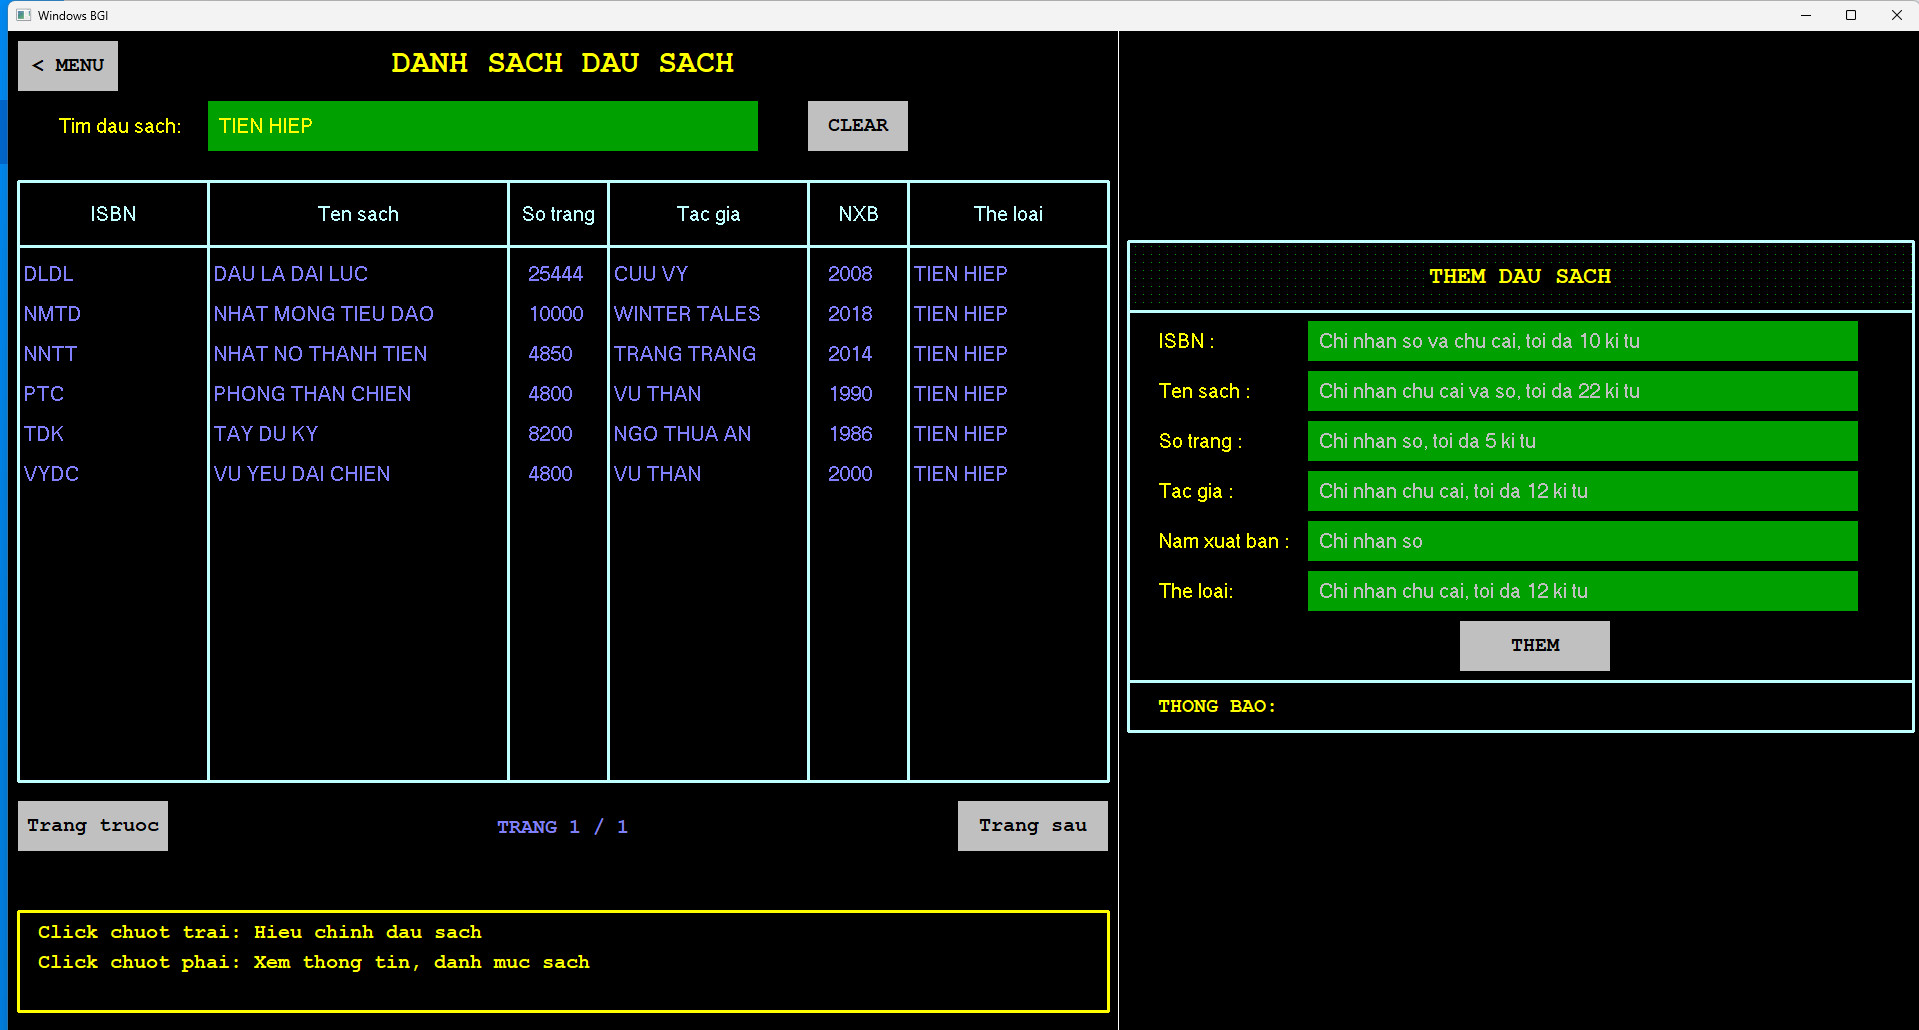 Windows BGI
< MENU
DANH SACH DAU SACH
Tim dau sach: TIEN HIEP CLEAR
ISBN Ten sach So trang Tac gia NXB The loai
DLDL DAU LA DAI LUC 25444 CUU VY 2008 TIEN HIEP
NMTD NHAT MONG TIEU DAO 10000 WINTER TALES 2018 TIEN HIEP
NNTT NHAT NO THANH TIEN 4850 TRANG TRANG 2014 TIEN HIEP
PTC PHONG THAN CHIEN 4800 VU THAN 1990 TIEN HIEP
TDK TAY DU KY 8200 NGO THUA AN 1986 TIEN HIEP
VYDC VU YEU DAI CHIEN 4800 VU THAN 2000 TIEN HIEP
Trang truoc TRANG 1 / 1 Trang sau
Click chuot trai: Hieu chinh dau sach
Click chuot phai: Xem thong tin, danh muc sach
THEM DAU SACH
ISBN : Chi nhan so va chu cai, toi da 10 ki tu
Ten sach : Chi nhan chu cai va so, toi da 22 ki tu
So trang : Chi nhan so, toi da 5 ki tu
Tac gia : Chi nhan chu cai, toi da 12 ki tu
Nam xuat ban : Chi nhan so
The loai: Chi nhan chu cai, toi da 12 ki tu
THEM
THONG BAO: